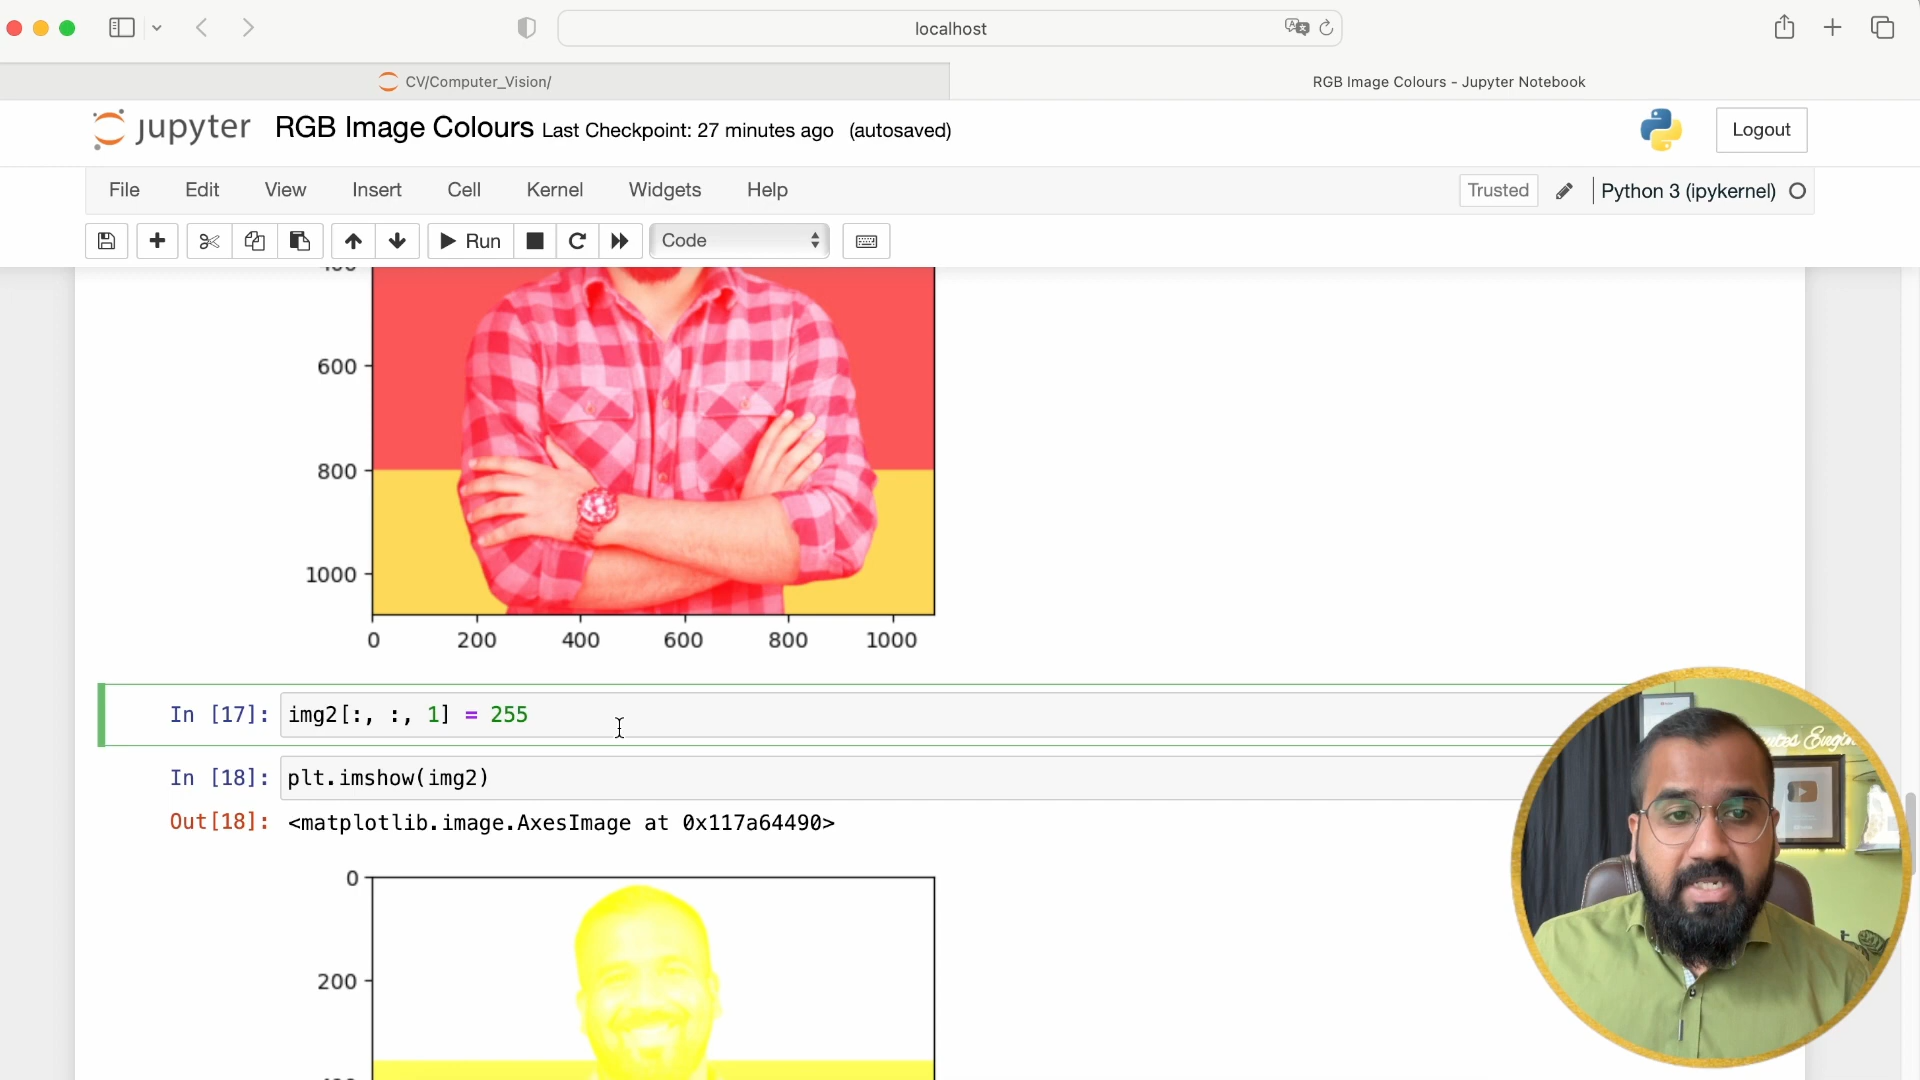 localhost
CV/Computer_Vision/
RGB Image Colours - Jupyter Notebook
jupyter RGB Image Colours Last Checkpoint: 27 minutes ago (autosaved)
Logout
File Edit View Insert Cell Kernel Widgets Help
Trusted Python 3 (ipykernel)
Run Code
600
800
1000
0 200 400 600 800 1000
In [17]: img2[:, :, 1] = 255
In [18]: plt.imshow(img2)
Out[18]: <matplotlib.image.AxesImage at 0x117a64490>
0
200